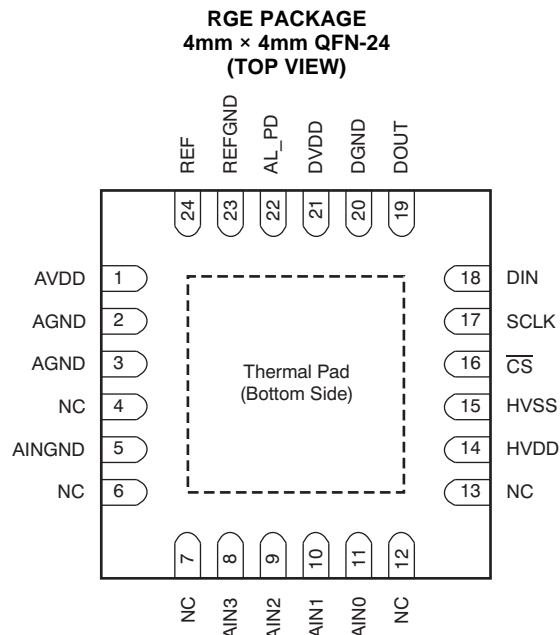 RGE PACKAGE
4mm × 4mm QFN-24
(TOP VIEW)
REF
REFGND
AL_PD
DVDD
DGND
DOUT
24
23
22
21
20
19
AVDD 1
AGND 2
AGND 3
NC 4
AINGND 5
NC 6
Thermal Pad
(Bottom Side)
18 DIN
17 SCLK
16 C̅S̅
15 HVSS
14 HVDD
13 NC
7
8
9
10
11
12
NC
AIN3
AIN2
AIN1
AIN0
NC